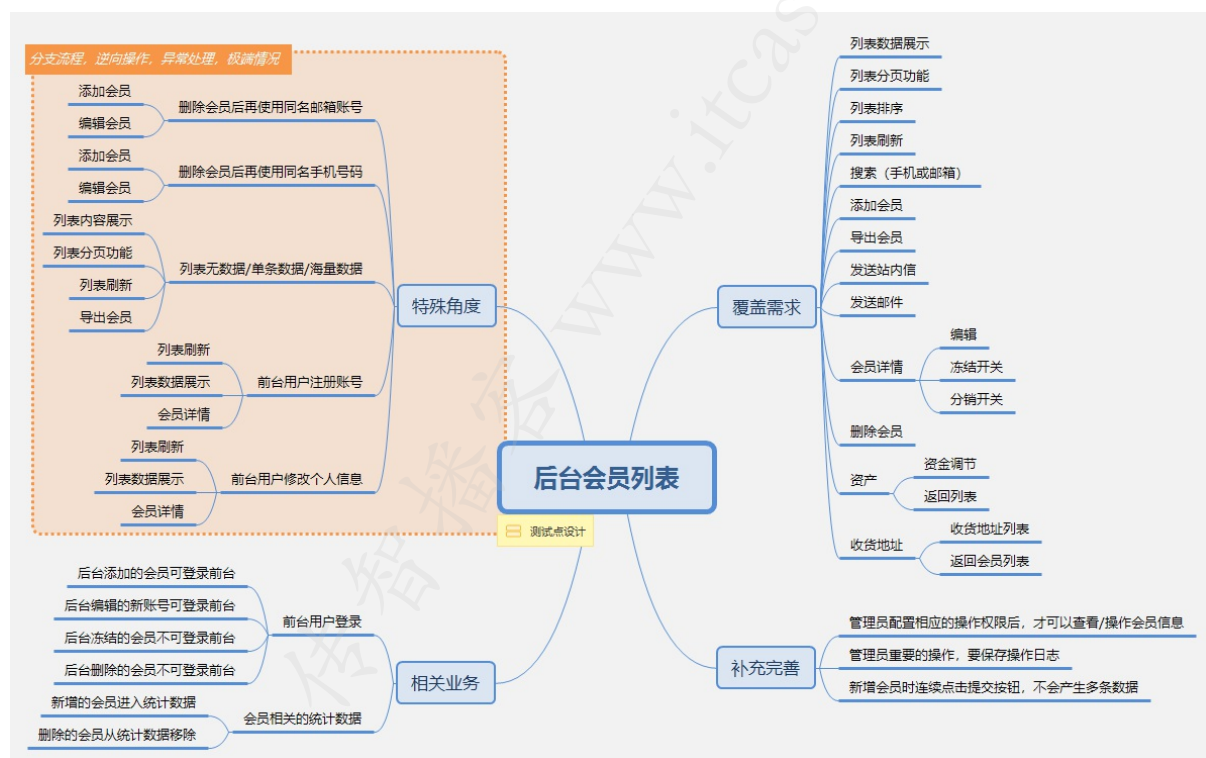 分支流程，逆向操作，异常处理，极端情况
添加会员
编辑会员
删除会员后再使用同名邮箱账号
添加会员
编辑会员
删除会员后再使用同名手机号码
列表内容展示
列表分页功能
列表刷新
导出会员
列表无数据/单条数据/海量数据
列表刷新
列表数据展示
会员详情
前台用户注册账号
列表刷新
列表数据展示
会员详情
前台用户修改个人信息
特殊角度
后台会员列表
测试点设计
后台添加的会员可登录前台
后台编辑的新账号可登录前台
后台冻结的会员不可登录前台
后台删除的会员不可登录前台
前台用户登录
新增的会员进入统计数据
删除的会员从统计数据移除
会员相关的统计数据
相关业务
覆盖需求
列表数据展示
列表分页功能
列表排序
列表刷新
搜素（手机或邮箱）
添加会员
导出会员
发送站内信
发送邮件
会员详情
编辑
冻结开关
分销开关
删除会员
资产
资金调节
返回列表
收货地址
收货地址列表
返回会员列表
补充完善
管理员配置相应的操作权限后，才可以查看/操作会员信息
管理员重要的操作，要保存操作日志
新增会员时连续点击提交按钮，不会产生多条数据
传智播客 www.itcas